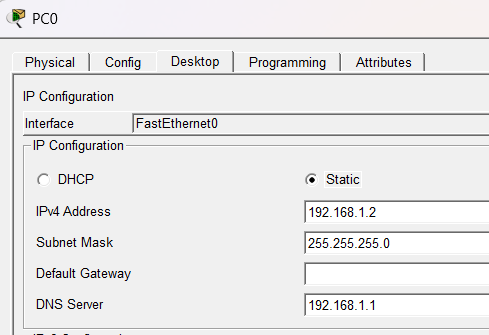 PC0
Physical Config Desktop Programming Attributes
IP Configuration
Interface FastEthernet0
IP Configuration
DHCP Static
IPv4 Address 192.168.1.2
Subnet Mask 255.255.255.0
Default Gateway
DNS Server 192.168.1.1